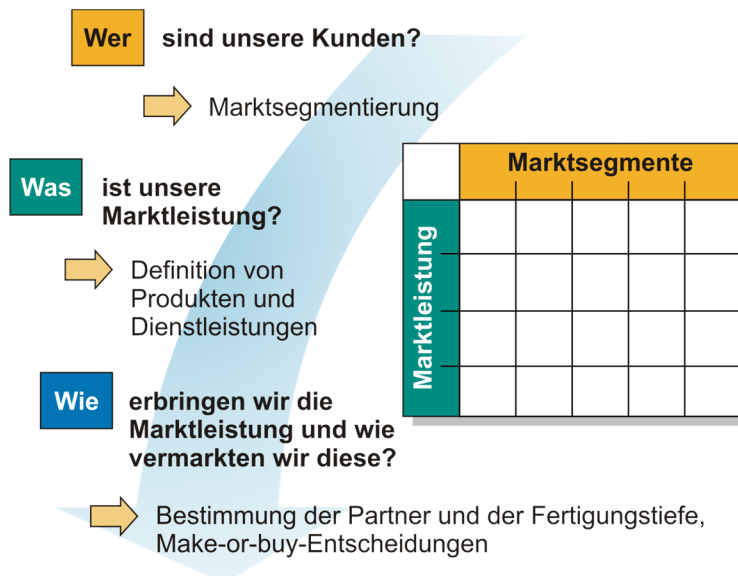 Wer sind unsere Kunden?
Marktsegmentierung
Was ist unsere
Marktleistung?
Definition von
Produkten und
Dienstleistungen
Wie erbringen wir die
Marktleistung und wie
vermarkten wir diese?
Bestimmung der Partner und der Fertigungstiefe,
Make-or-buy-Entscheidungen
Marktsegmente
Marktleistung